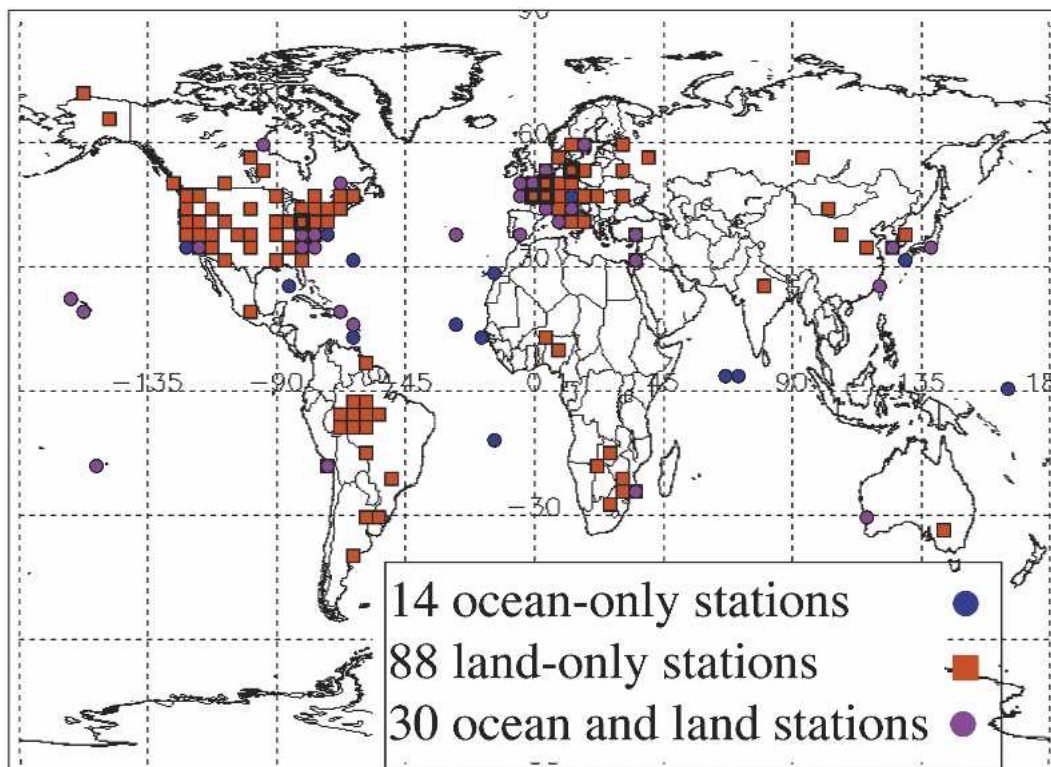 90
60
30
-135 -90 -45 0 45 90 135 18
-30
14 ocean-only stations
88 land-only stations
30 ocean and land stations